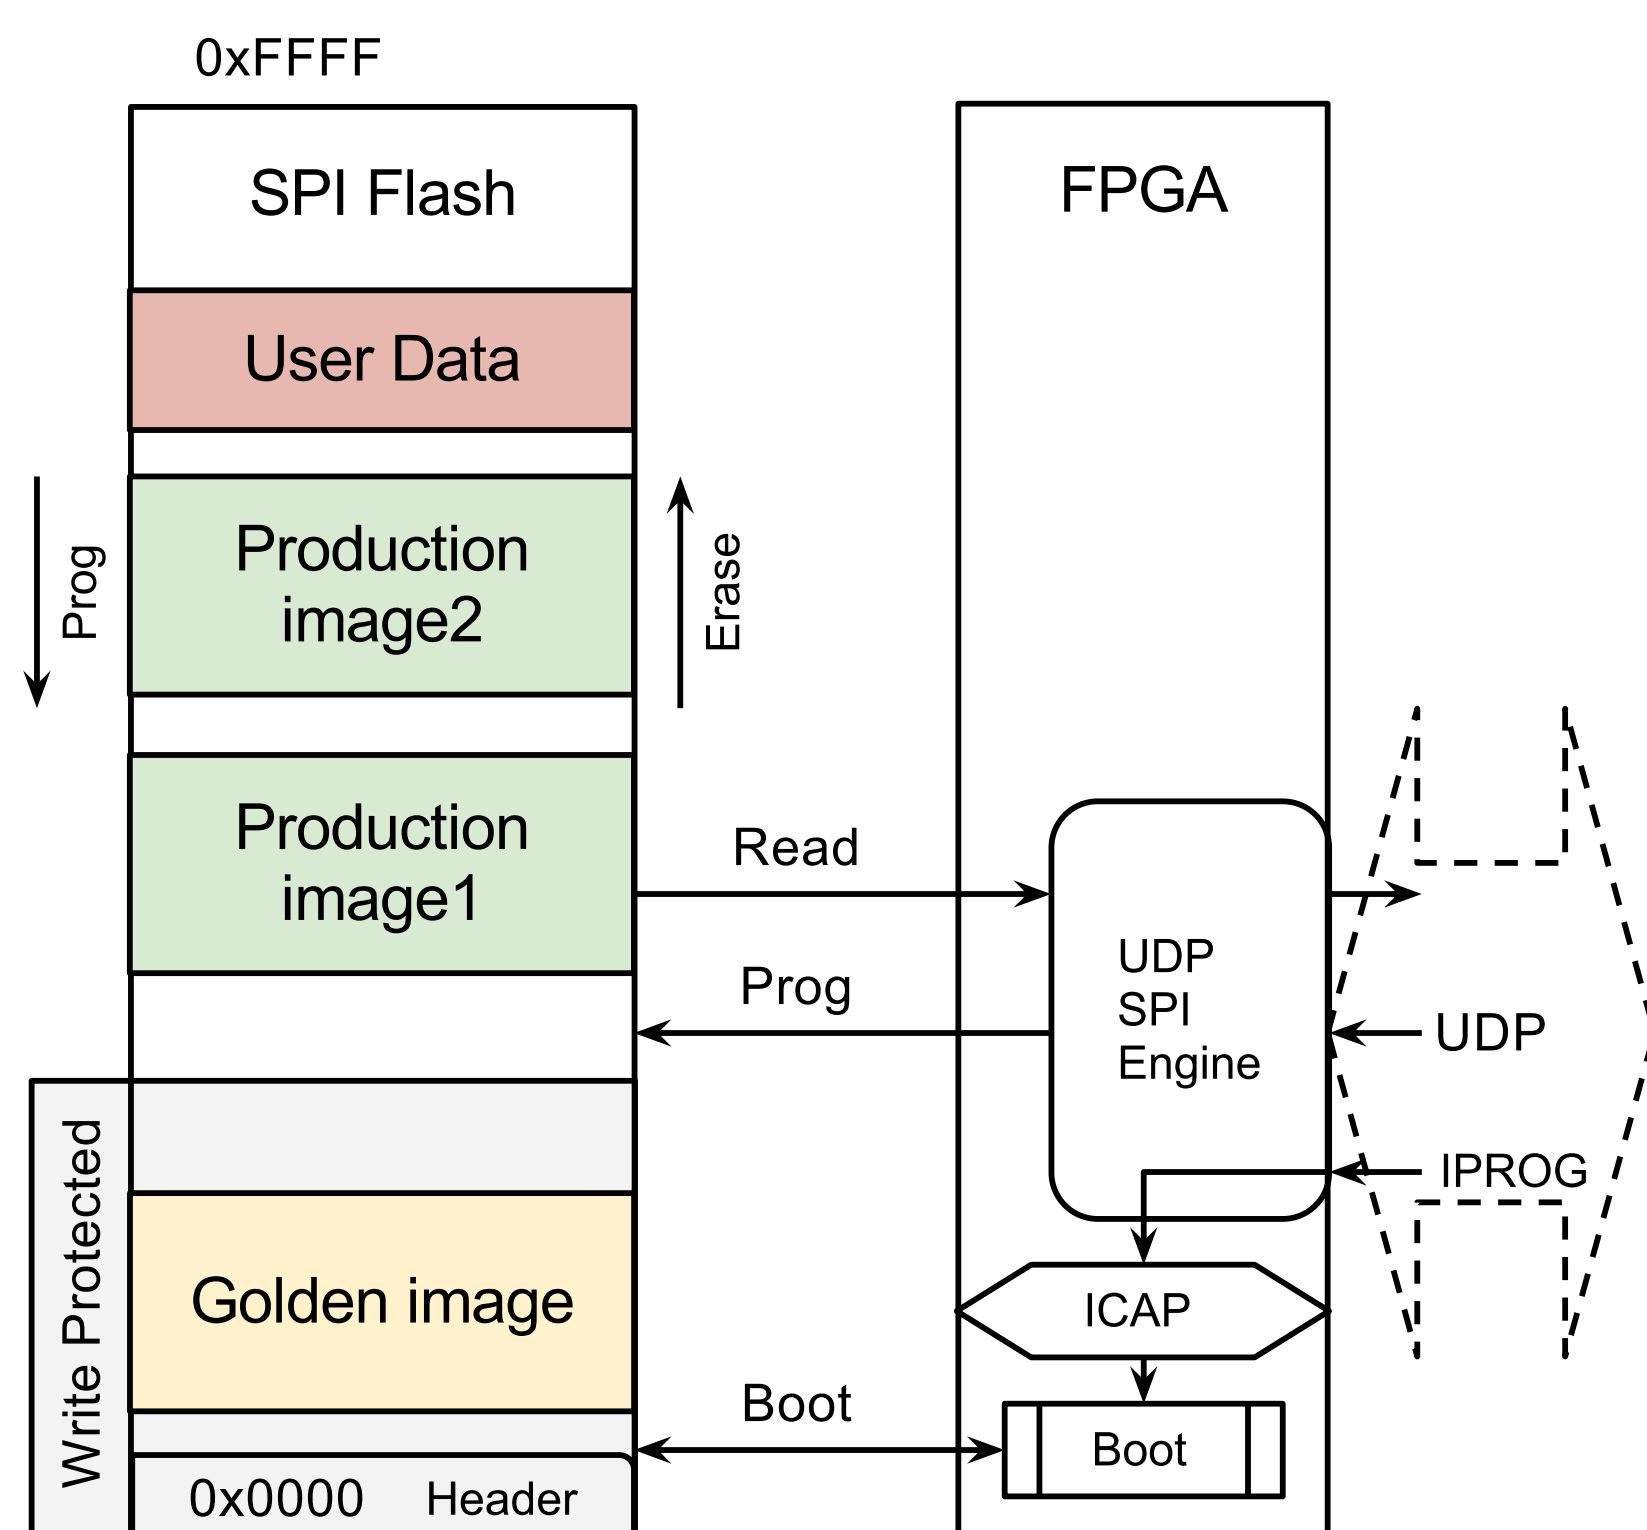 0xFFFF
SPI Flash
FPGA
User Data
Prog
Production
image2
Erase
Production
image1
Read
Prog
UDP
SPI
Engine
UDP
IPROG
Write Protected
Golden image
ICAP
Boot
Boot
0x0000 Header